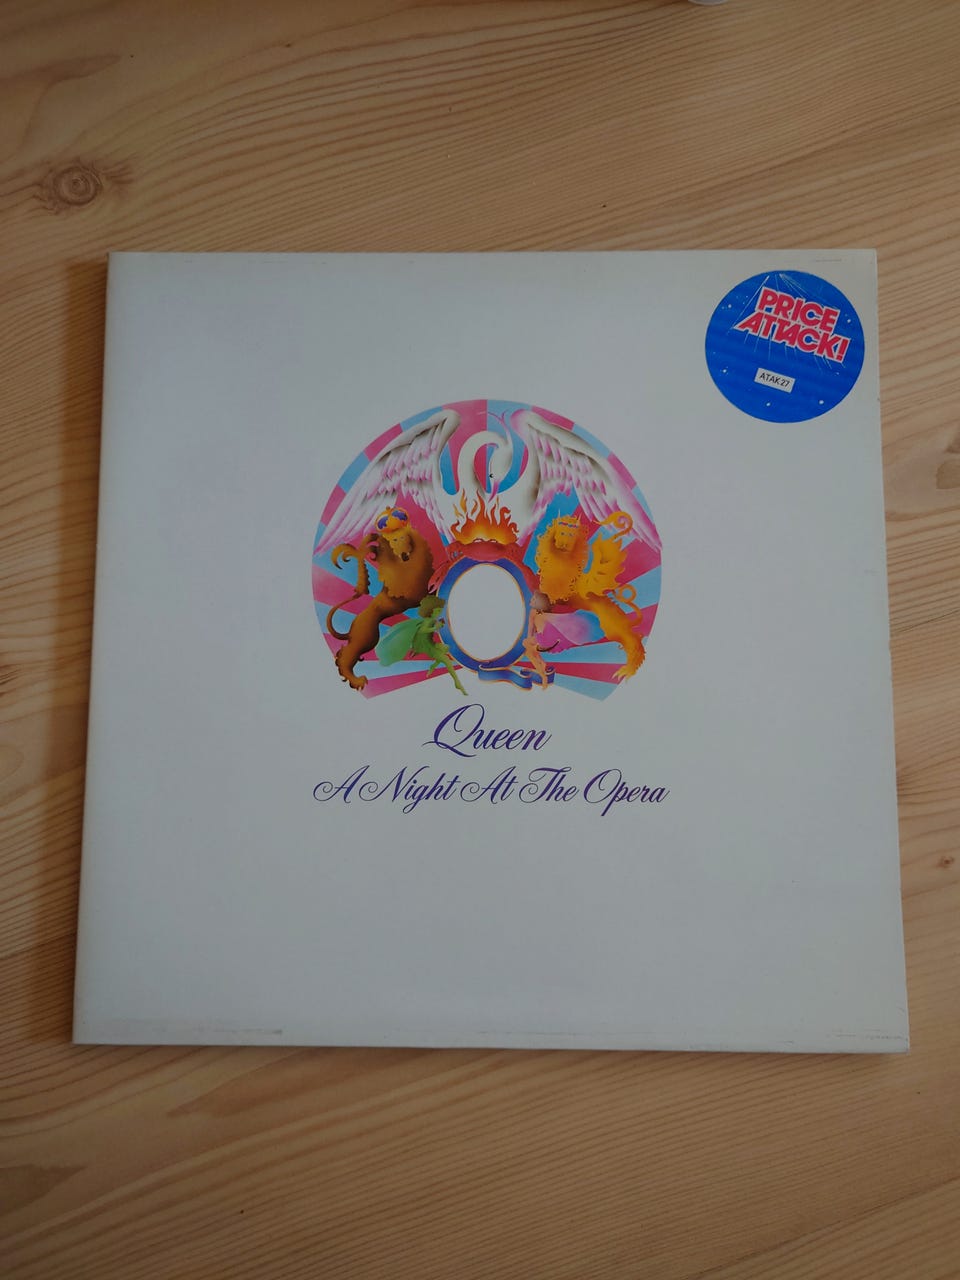 PRICE
ATTACK!
ATAK 27
Queen
A Night At The Opera